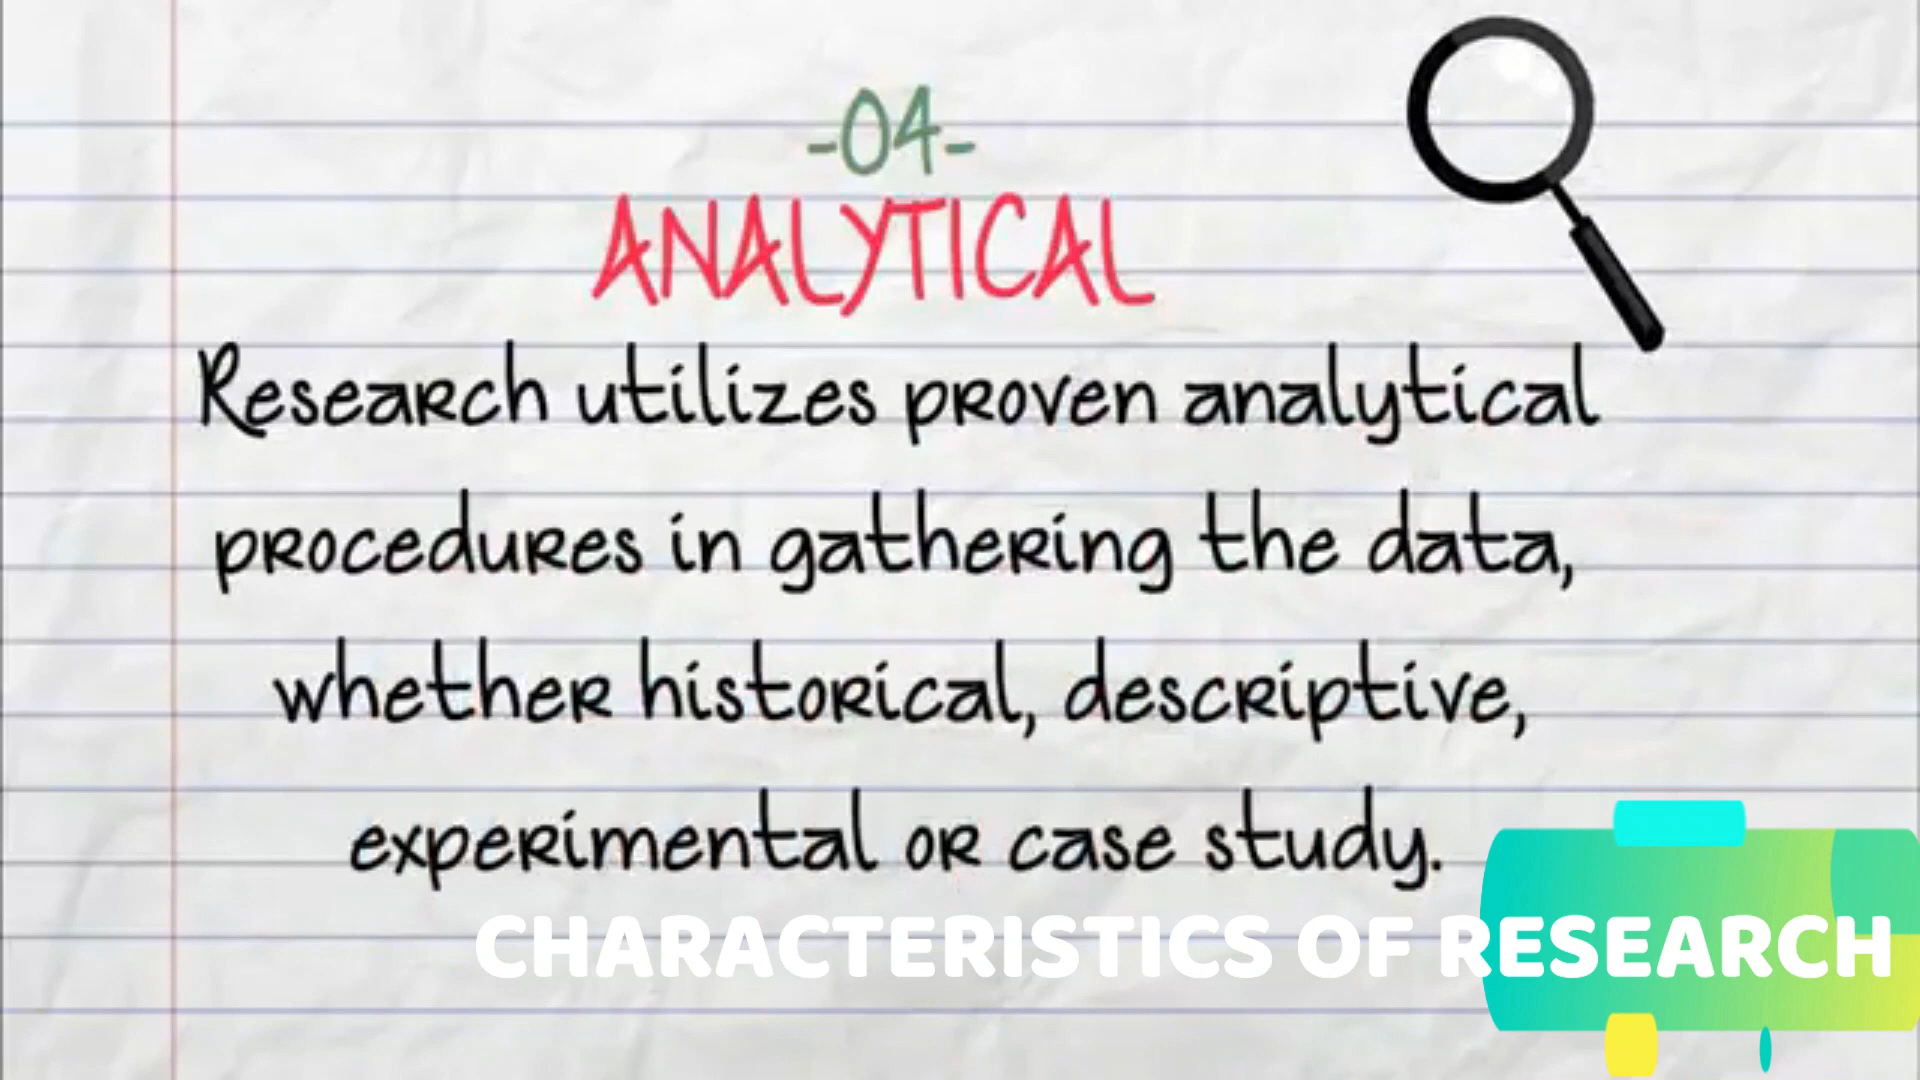 -04-
ANALYTICAL
Research utilizes proven analytical
procedures in gathering the data,
whether historical, descriptive,
experimental or case study.
CHARACTERISTICS OF RESEARCH